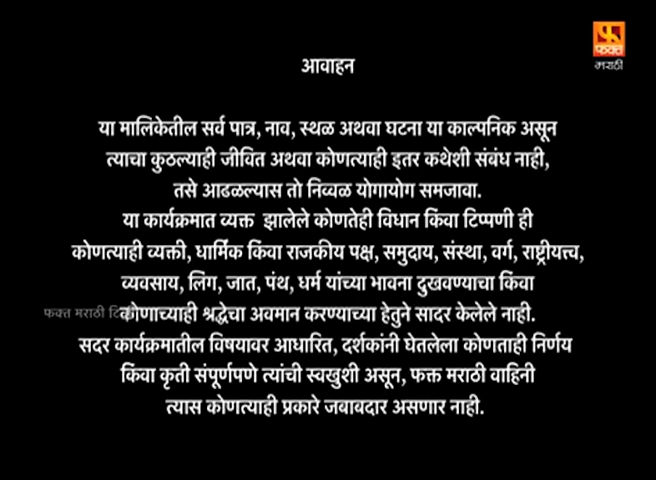 फक्त
मराठी
आवाहन
या मालिकेतील सर्व पात्र, नाव, स्थळ अथवा घटना या काल्पनिक असून
त्याचा कुठल्याही जीवित अथवा कोणत्याही इतर कथेशी संबंध नाही,
तसे आढळल्यास तो निव्वळ योगायोग समजावा.
या कार्यक्रमात व्यक्त झालेले कोणतेही विधान किंवा टिप्पणी ही
कोणत्याही व्यक्ती, धार्मिक किंवा राजकीय पक्ष, समुदाय, संस्था, वर्ग, राष्ट्रीयत्त्व,
व्यवसाय, लिंग, जात, पंथ, धर्म यांच्या भावना दुखवण्याचा किंवा
फक्त मराठी कोणाच्याही श्रद्धेचा अवमान करण्याच्या हेतुने सादर केलेले नाही.
सदर कार्यक्रमातील विषयावर आधारित, दर्शकांनी घेतलेला कोणताही निर्णय
किंवा कृती संपूर्णपणे त्यांची स्वखुशी असून, फक्त मराठी वाहिनी
त्यास कोणत्याही प्रकारे जबाबदार असणार नाही.